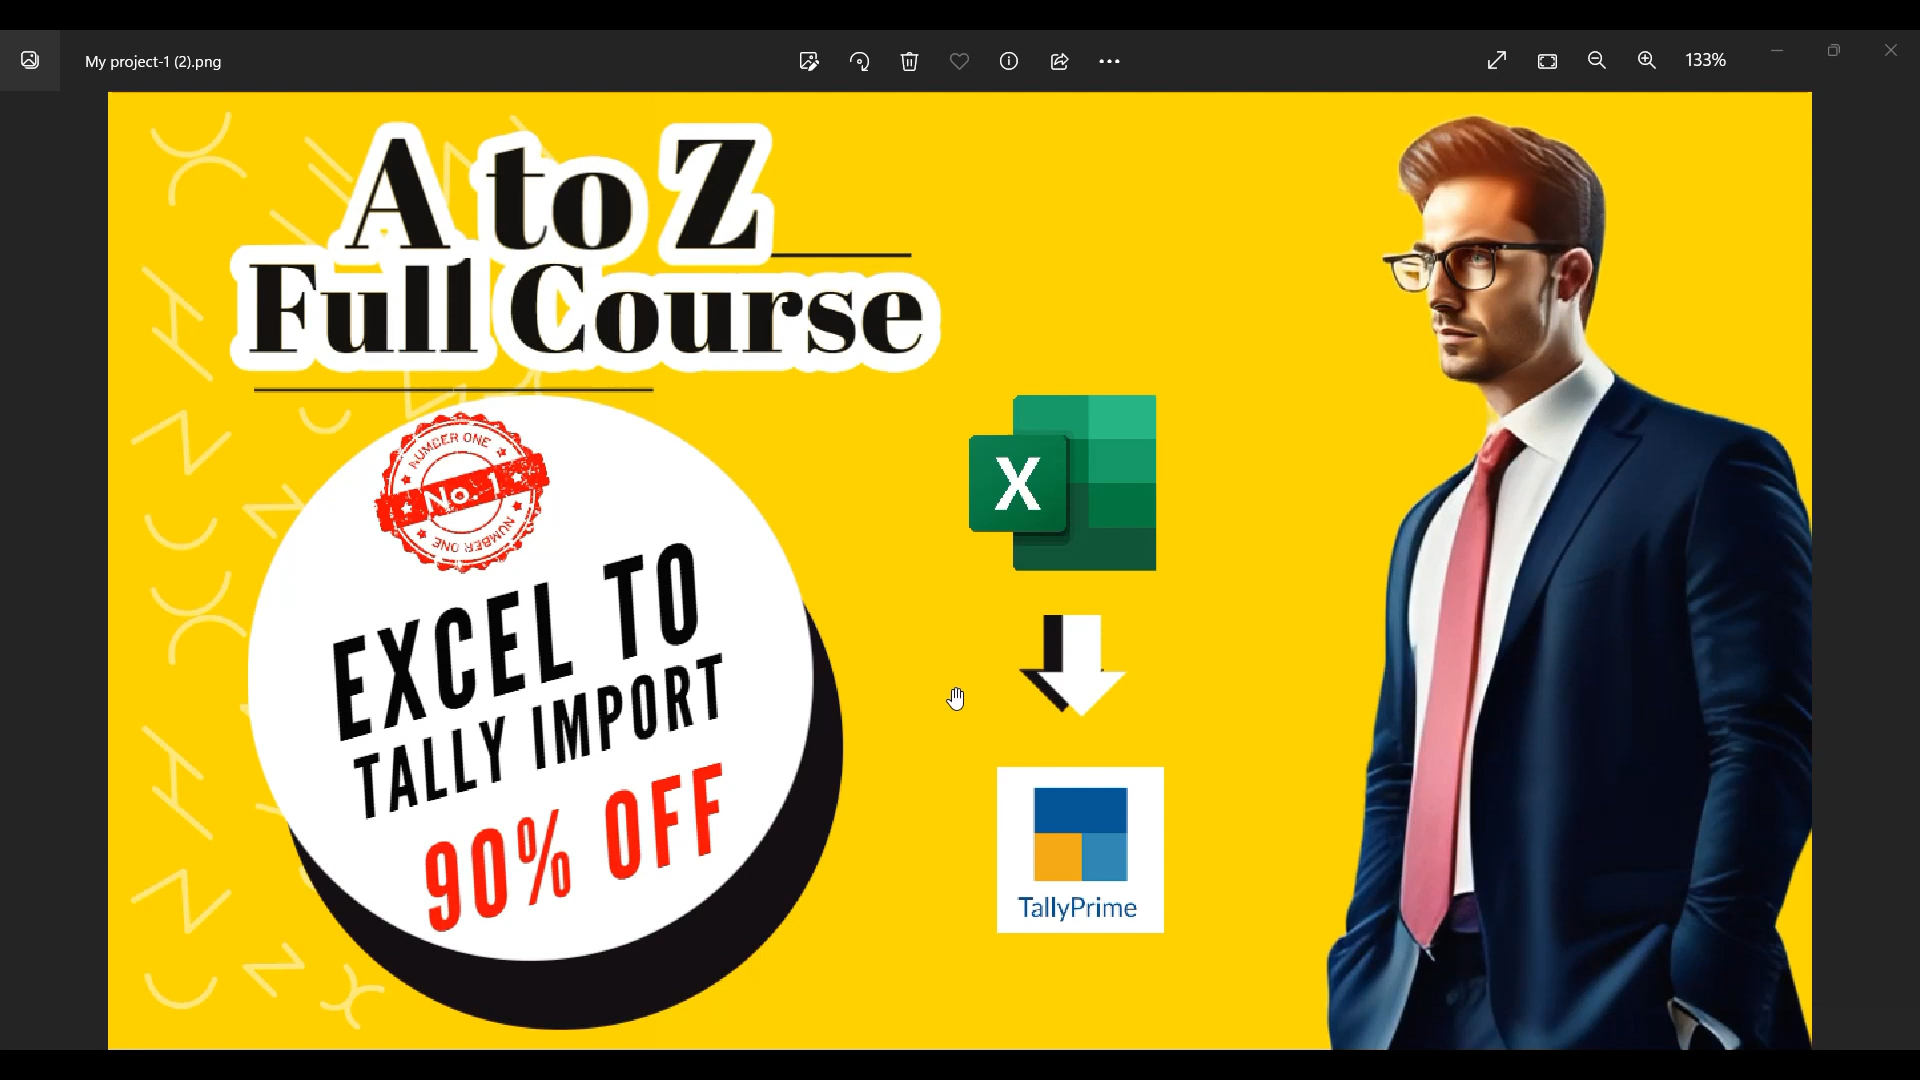 My project-1 (2).png
133%
A to Z
Full Course
NUMBER ONE
No. 1
NUMBER ONE
EXCEL TO
TALLY IMPORT
90% OFF
X
TallyPrime